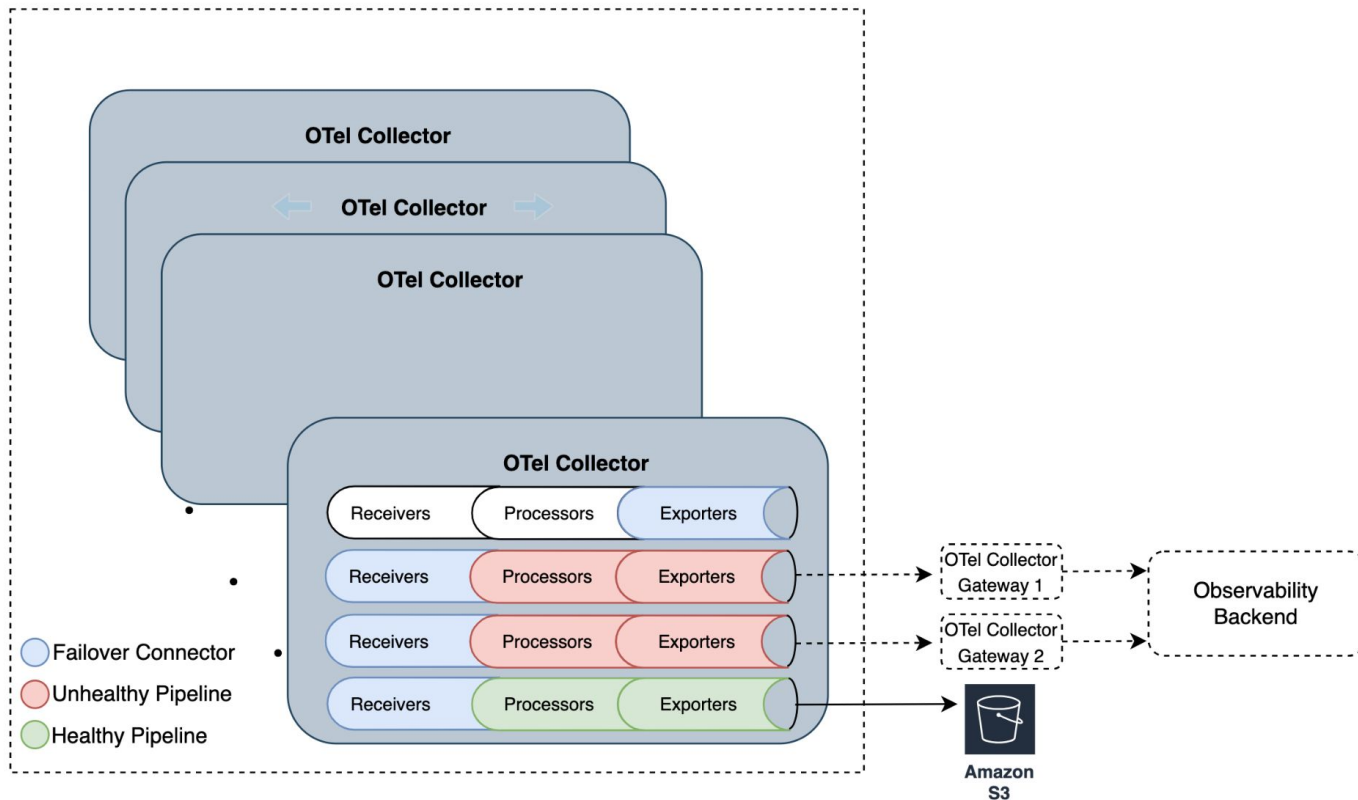 OTel Collector
OTel Collector
OTel Collector
OTel Collector
Receivers Processors Exporters
Receivers Processors Exporters
Receivers Processors Exporters
Receivers Processors Exporters
OTel Collector
Gateway 1
OTel Collector
Gateway 2
Observability
Backend
Amazon
S3
Failover Connector
Unhealthy Pipeline
Healthy Pipeline